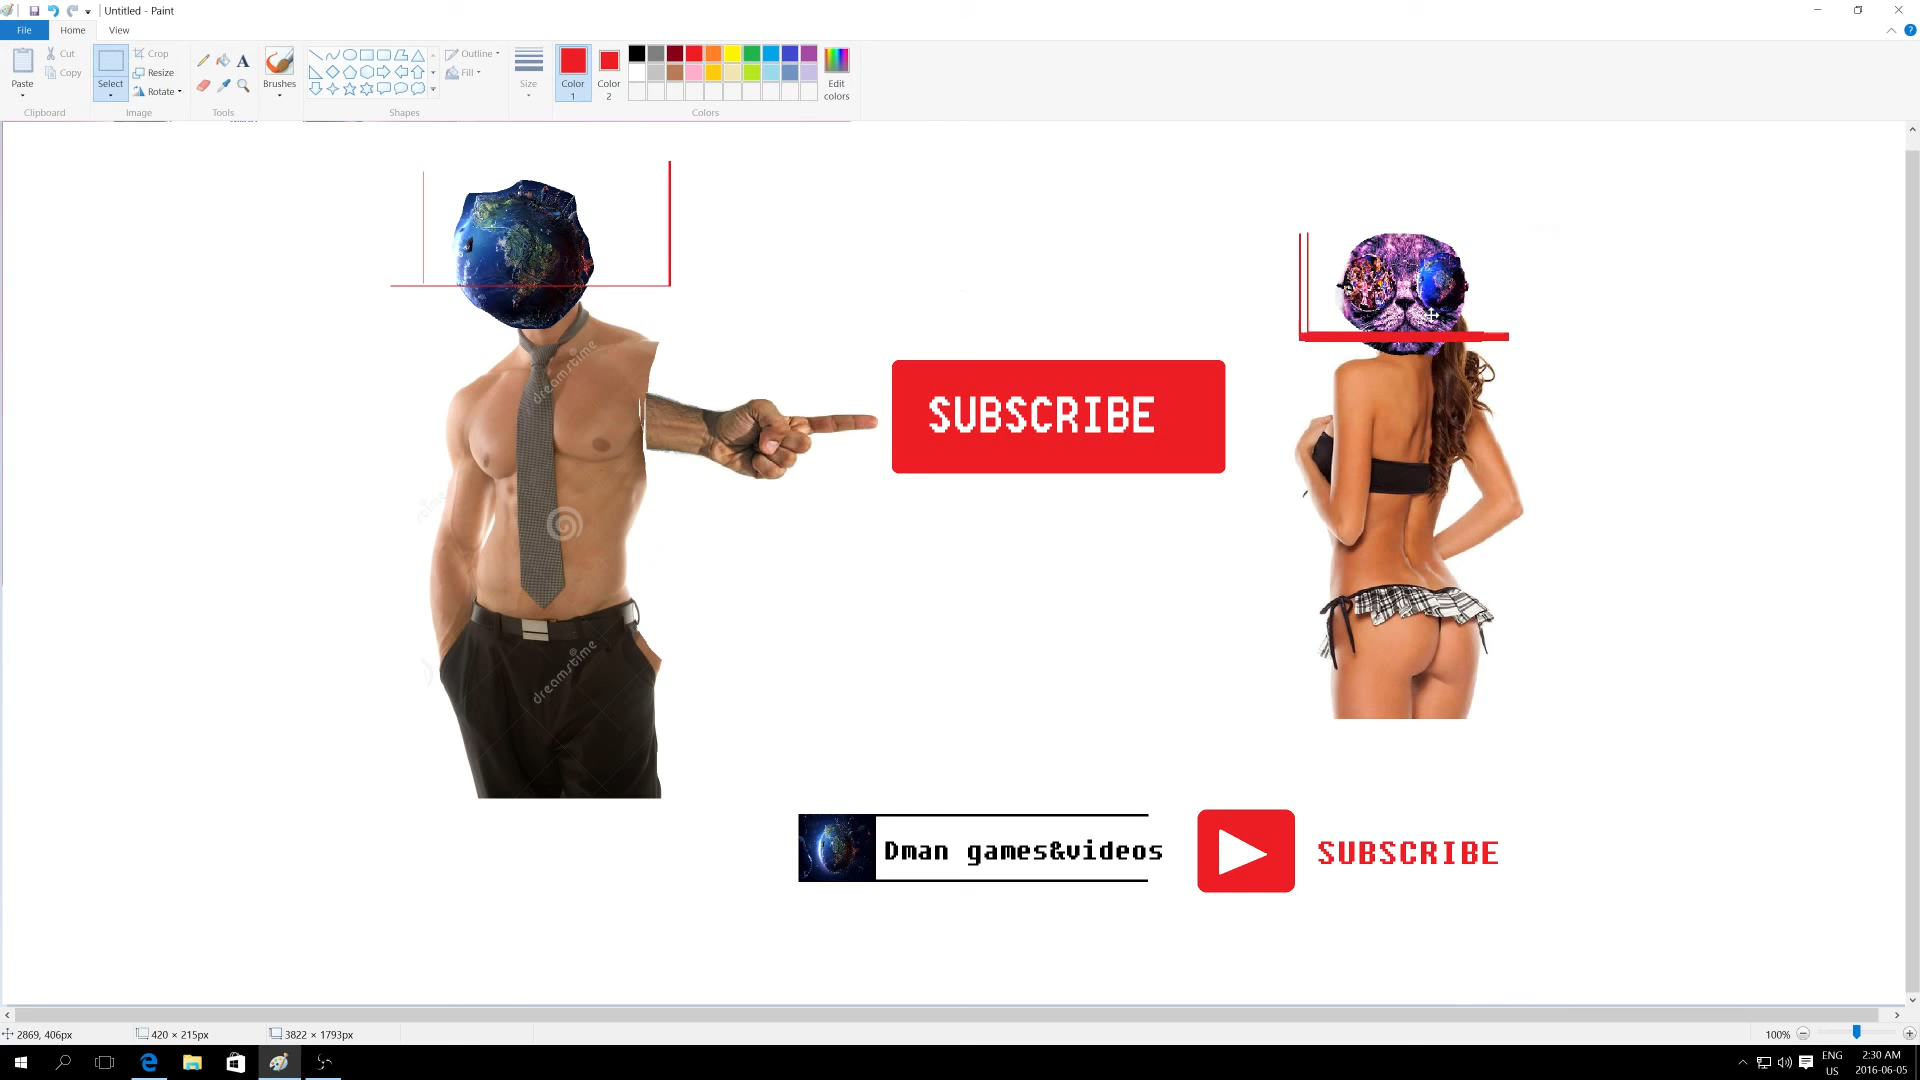 Untitled - Paint
File Home View
Paste
Cut
Copy
Clipboard
Select
Crop
Resize
Rotate
Image
Tools
Brushes
Shapes
Outline
Fill
Size
Color 1
Color 2
Edit colors
Colors
dreamstime
SUBSCRIBE
dreamstime
Dman games&videos
SUBSCRIBE
2869, 406px
420 × 215px
3822 × 1793px
100%
ENG
US
2:30 AM
2016-06-05